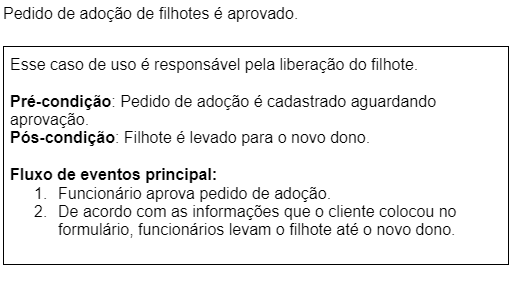 Pedido de adoção de filhotes é aprovado.
Esse caso de uso é responsável pela liberação do filhote.
Pré-condição: Pedido de adoção é cadastrado aguardando
aprovação.
Pós-condição: Filhote é levado para o novo dono.
Fluxo de eventos principal:
1. Funcionário aprova pedido de adoção.
2. De acordo com as informações que o cliente colocou no
formulário, funcionários levam o filhote até o novo dono.